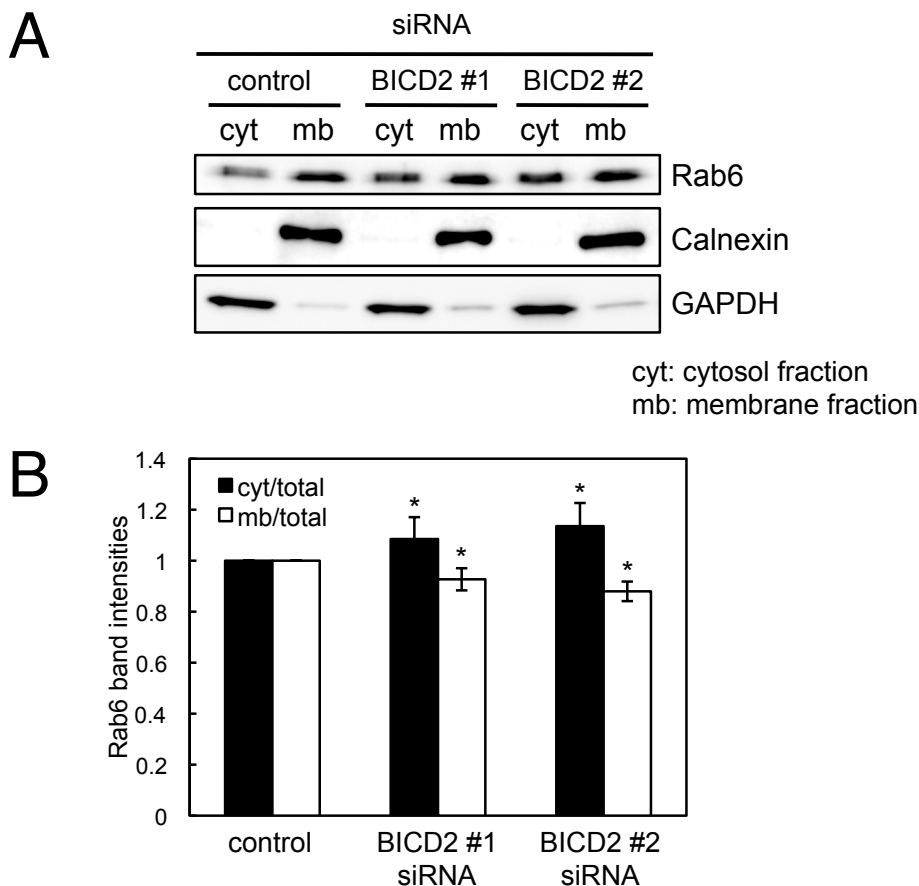 A
siRNA
control BICD2 #1 BICD2 #2
cyt mb cyt mb cyt mb
Rab6
Calnexin
GAPDH
cyt: cytosol fraction
mb: membrane fraction
B
Rab6 band intensities
1.4
1.2
1
0.8
0.6
0.4
0.2
0
cyt/total
mb/total
* * * *
control BICD2 #1 BICD2 #2
siRNA siRNA